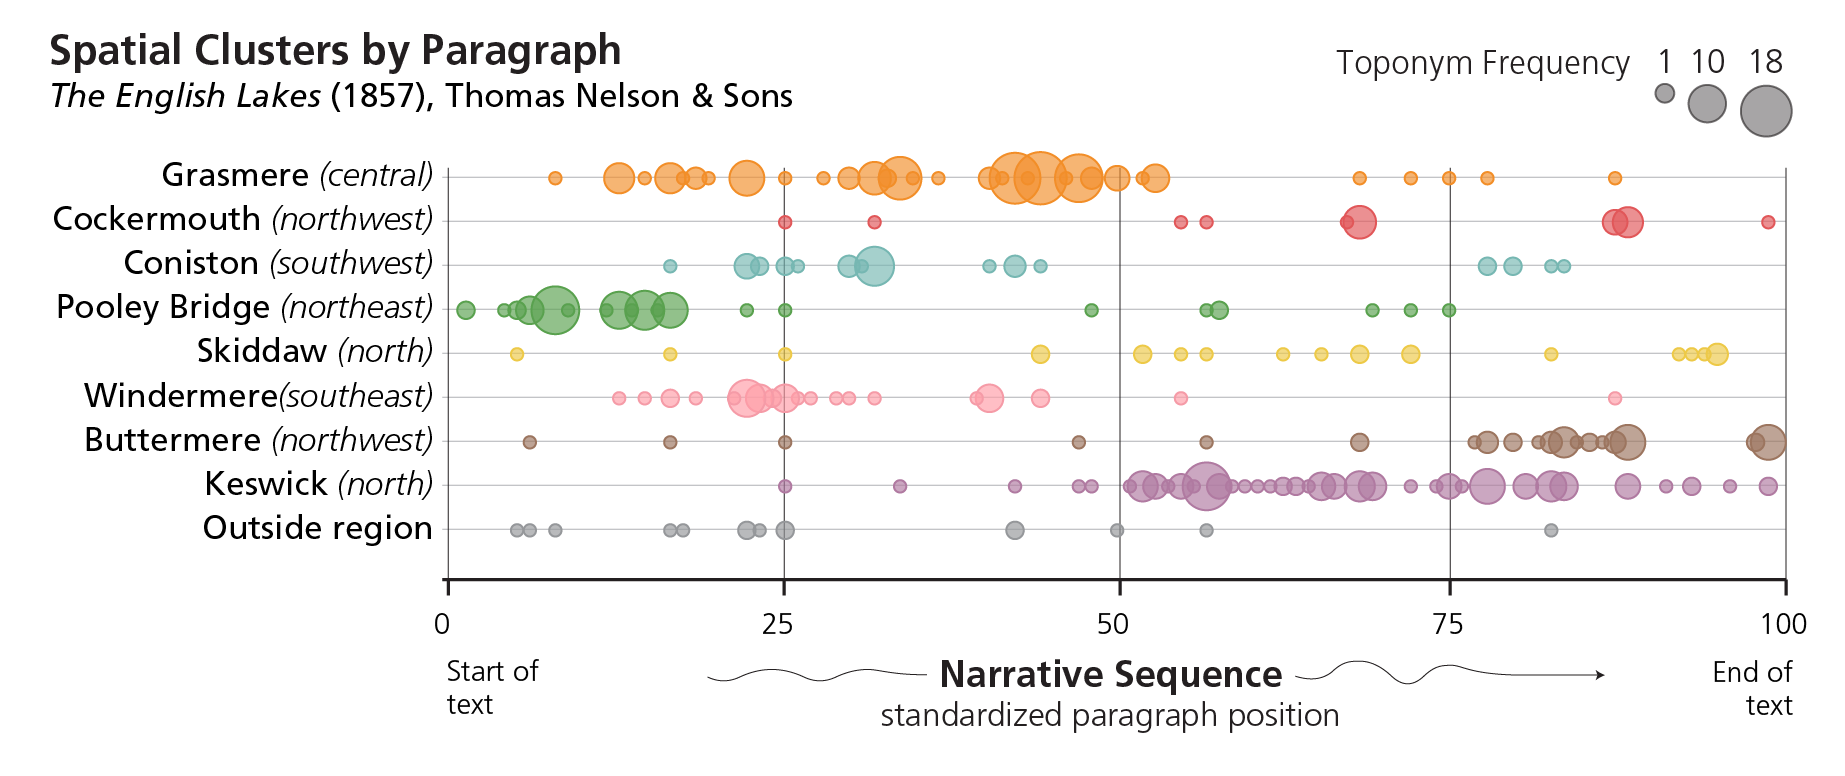 Spatial Clusters by Paragraph
The English Lakes (1857), Thomas Nelson & Sons
Toponym Frequency 1 10 18
Grasmere (central)
Cockermouth (northwest)
Coniston (southwest)
Pooley Bridge (northeast)
Skiddaw (north)
Windermere(southeast)
Buttermere (northwest)
Keswick (north)
Outside region
0 25 50 75 100
Start of
text
Narrative Sequence
standardized paragraph position
End of
text